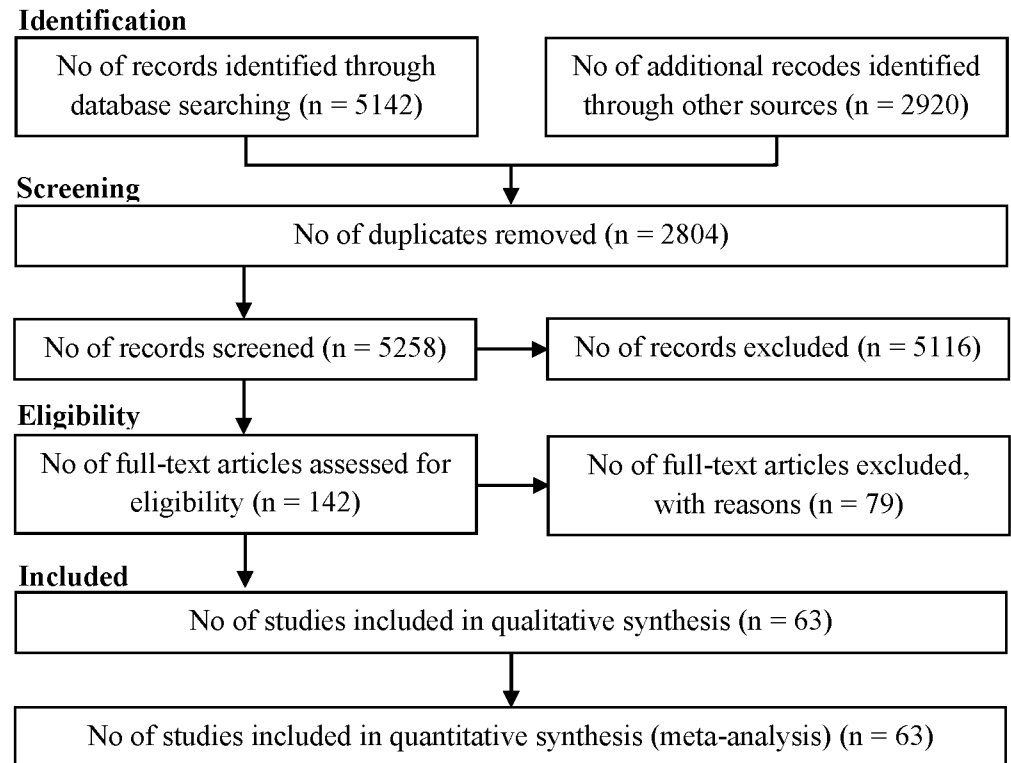 Identification
No of records identified through
database searching (n = 5142)
No of additional recodes identified
through other sources (n = 2920)
Screening
No of duplicates removed (n = 2804)
No of records screened (n = 5258)
No of records excluded (n = 5116)
Eligibility
No of full-text articles assessed for
eligibility (n = 142)
No of full-text articles excluded,
with reasons (n = 79)
Included
No of studies included in qualitative synthesis (n = 63)
No of studies included in quantitative synthesis (meta-analysis) (n = 63)